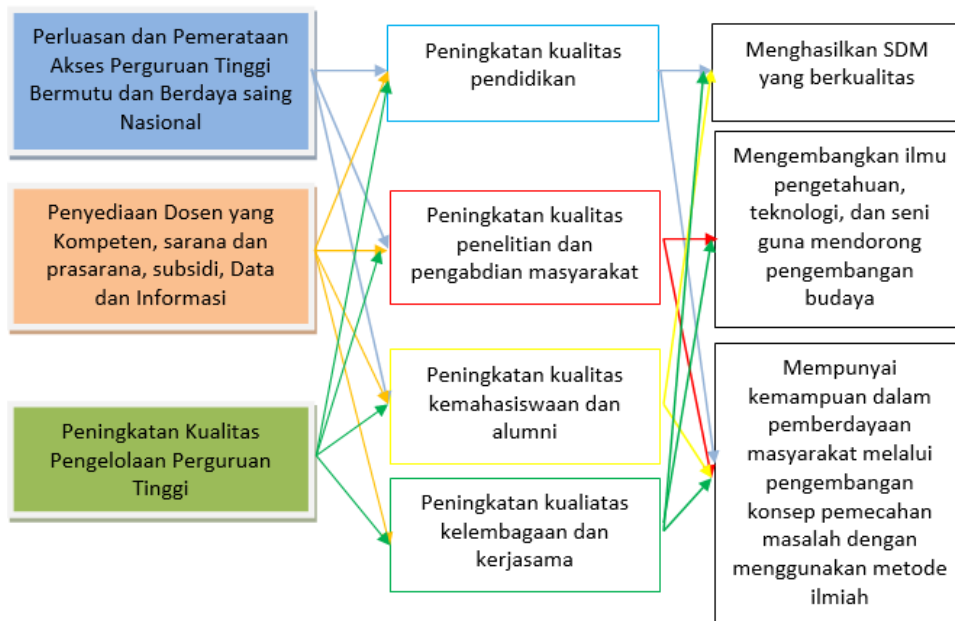 Perluasan dan Pemerataan
Akses Perguruan Tinggi
Bermutu dan Berdaya saing
Nasional
Penyediaan Dosen yang
Kompeten, sarana dan
prasarana, subsidi, Data
dan Informasi
Peningkatan Kualitas
Pengelolaan Perguruan
Tinggi
Peningkatan kualitas
pendidikan
Peningkatan kualitas
penelitian dan
pengabdian masyarakat
Peningkatan kualitas
kemahasiswaan dan
alumni
Peningkatan kualiatas
kelembagaan dan
kerjasama
Menghasilkan SDM
yang berkualitas
Mengembangkan ilmu
pengetahuan,
teknologi, dan seni
guna mendorong
pengembangan
budaya
Mempunyai
kemampuan dalam
pemberdayaan
masyarakat melalui
pengembangan
konsep pemecahan
masalah dengan
menggunakan metode
ilmiah